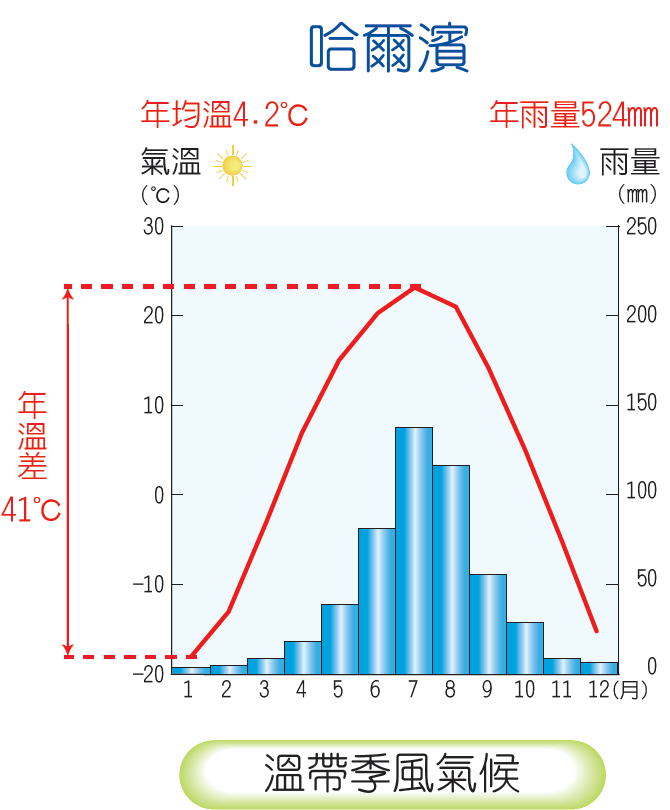 哈爾濱
年均溫4.2℃ 年雨量524mm
氣溫 雨量
(℃) (mm)
30 250
20 200
10 150
0 100
-10 50
-20 0
年溫差
41℃
1 2 3 4 5 6 7 8 9 10 11 12(月)
溫帶季風氣候